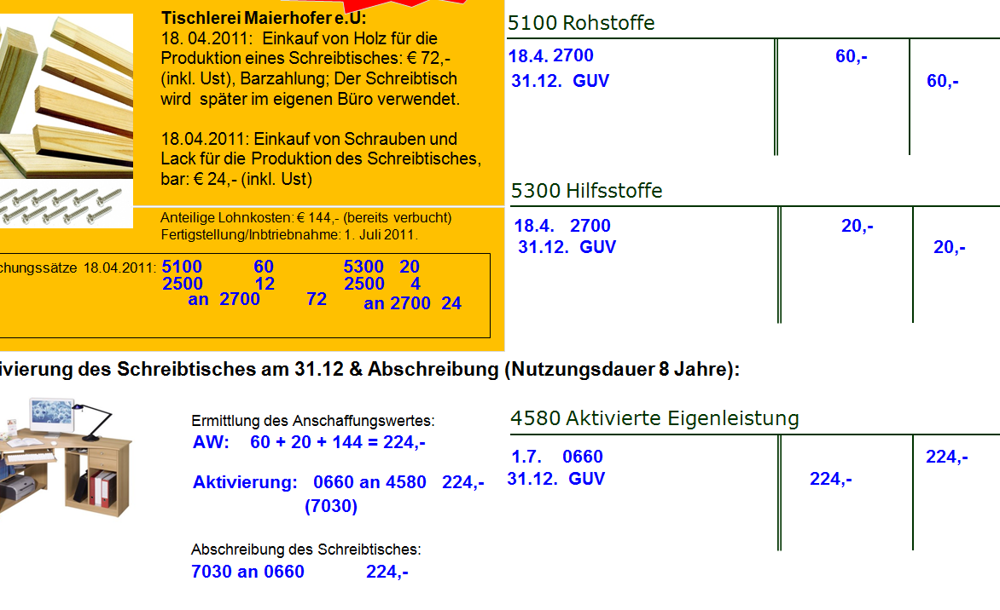 Tischlerei Maierhofer e.U:
18. 04.2011: Einkauf von Holz für die
Produktion eines Schreibtisches: € 72,-
(inkl. Ust), Barzahlung; Der Schreibtisch
wird später im eigenen Büro verwendet.
18.04.2011: Einkauf von Schrauben und
Lack für die Produktion des Schreibtisches,
bar: € 24,- (inkl. Ust)
Anteilige Lohnkosten: € 144,- (bereits verbucht)
Fertigstellung/Inbtriebnahme: 1. Juli 2011.
chungssätze 18.04.2011: 5100 60 5300 20
2500 12 2500 4
an 2700 72 an 2700 24
5100 Rohstoffe
18.4. 2700 60,-
31.12. GUV 60,-
5300 Hilfsstoffe
18.4. 2700 20,-
31.12. GUV 20,-
ivierung des Schreibtisches am 31.12 & Abschreibung (Nutzungsdauer 8 Jahre):
Ermittlung des Anschaffungswertes:
AW: 60 + 20 + 144 = 224,-
Aktivierung: 0660 an 4580 224,-
(7030)
Abschreibung des Schreibtisches:
7030 an 0660 224,-
4580 Aktivierte Eigenleistung
1.7. 0660 224,-
31.12. GUV 224,-